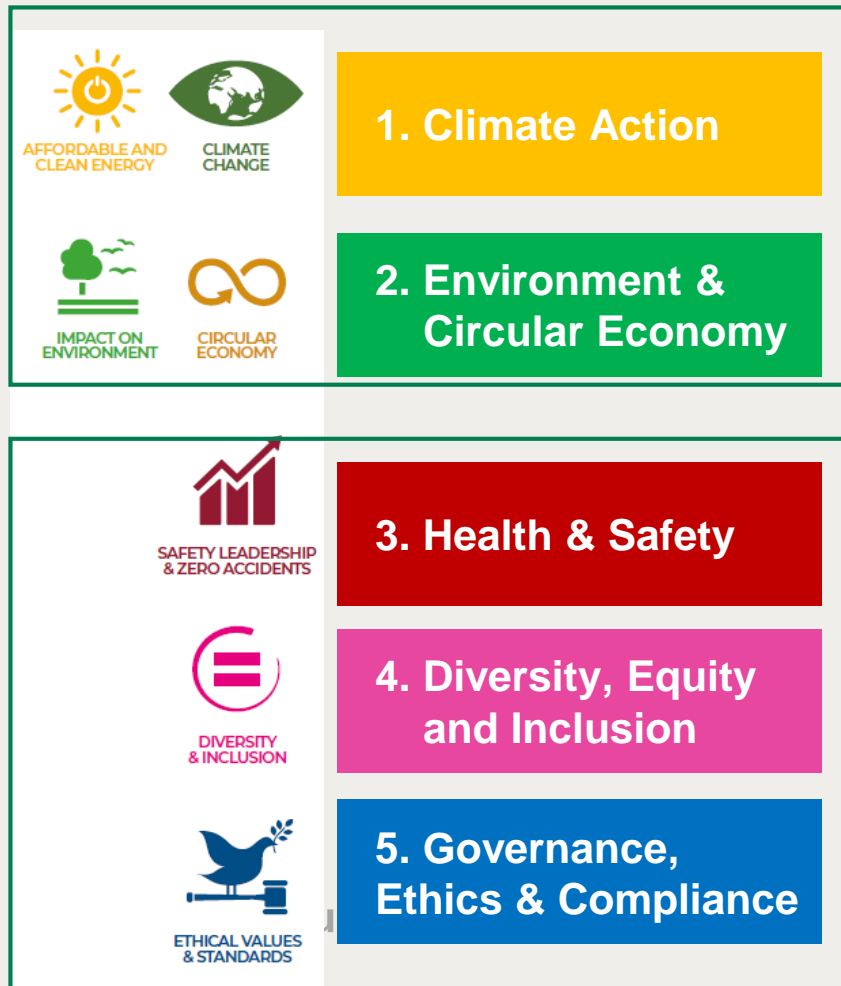 AFFORDABLE AND
CLEAN ENERGY
CLIMATE
CHANGE
1. Climate Action
IMPACT ON
ENVIRONMENT
CIRCULAR
ECONOMY
2. Environment &
Circular Economy
SAFETY LEADERSHIP
& ZERO ACCIDENTS
3. Health & Safety
DIVERSITY
& INCLUSION
4. Diversity, Equity
and Inclusion
ETHICAL VALUES
& STANDARDS
5. Governance,
Ethics & Compliance